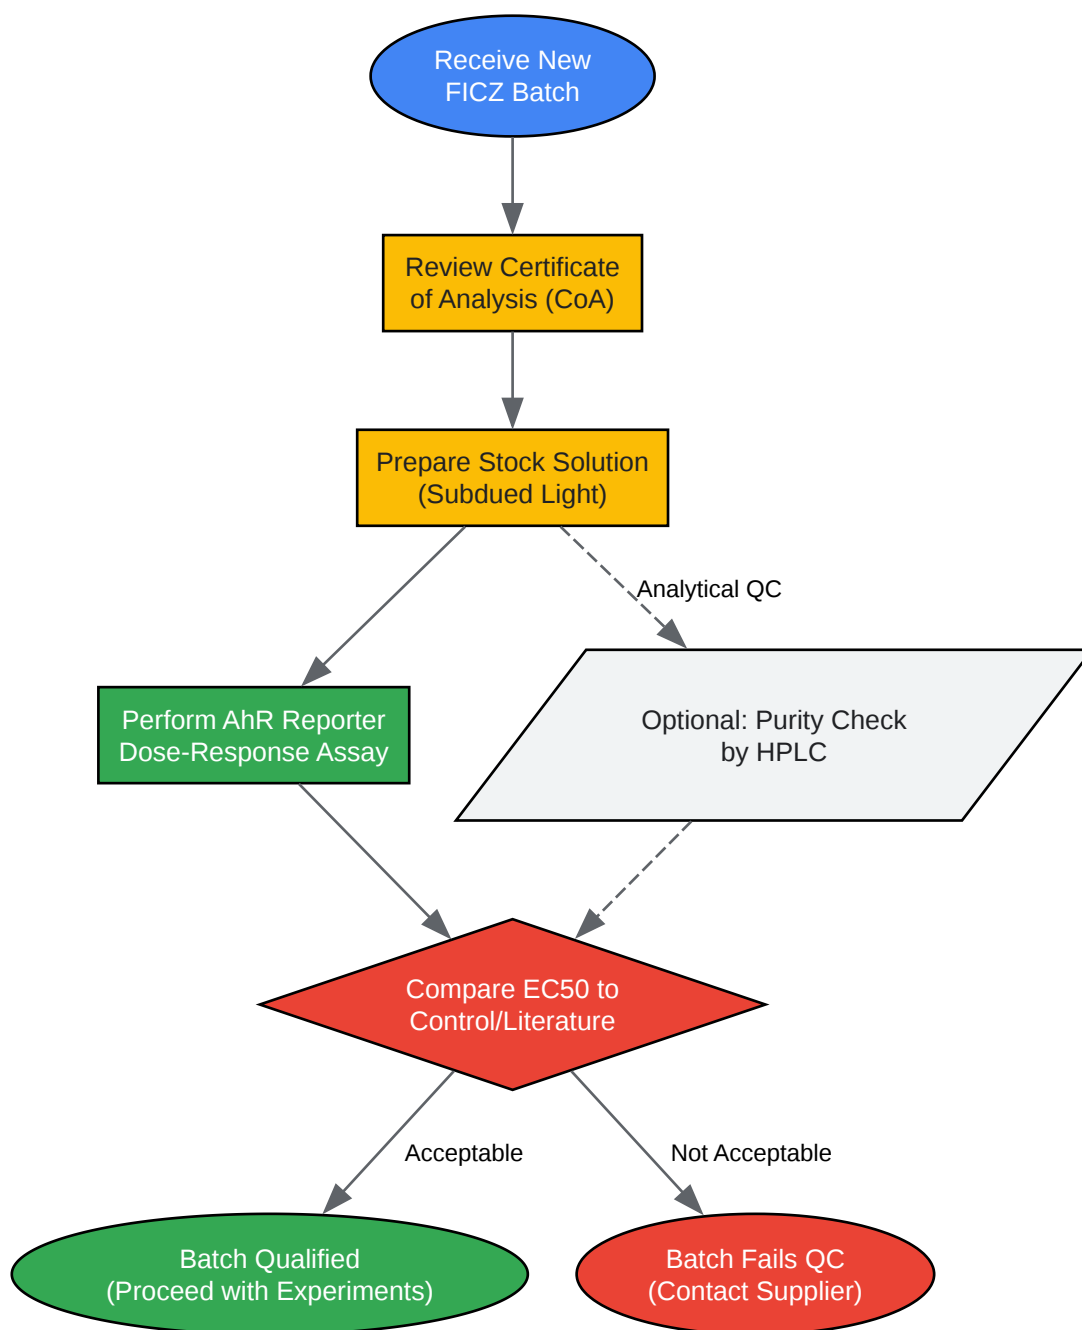 Receive New
FICZ Batch
Review Certificate
of Analysis (CoA)
Prepare Stock Solution
(Subdued Light)
Analytical QC
Perform AhR Reporter
Dose-Response Assay
Optional: Purity Check
by HPLC
Compare EC50 to
Control/Literature
Acceptable
Not Acceptable
Batch Qualified
(Proceed with Experiments)
Batch Fails QC
(Contact Supplier)